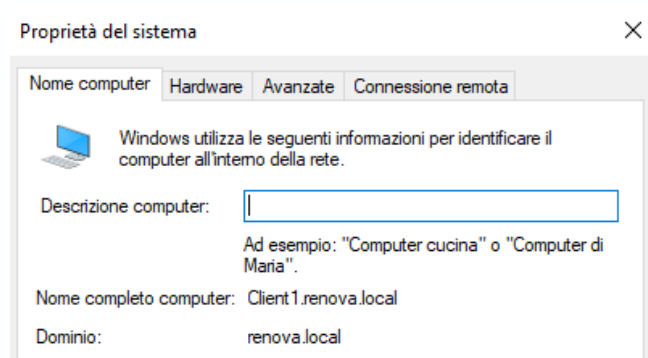 Proprietà del sistema
Nome computer Hardware Avanzate Connessione remota
Windows utilizza le seguenti informazioni per identificare il
computer all'interno della rete.
Descrizione computer:
Ad esempio: "Computer cucina" o "Computer di
Maria".
Nome completo computer: Client1.renova.local
Dominio: renova.local